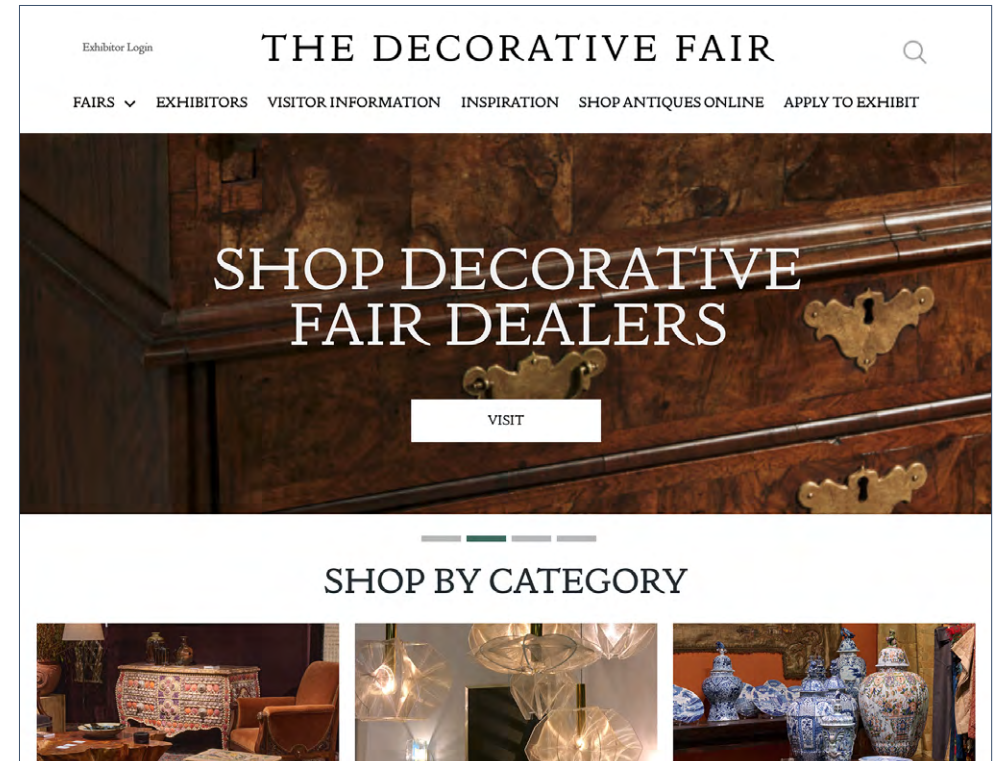 Exhibitor Login
THE DECORATIVE FAIR
FAIRS EXHIBITORS VISITOR INFORMATION INSPIRATION SHOP ANTIQUES ONLINE APPLY TO EXHIBIT
SHOP DECORATIVE
FAIR DEALERS
VISIT
SHOP BY CATEGORY